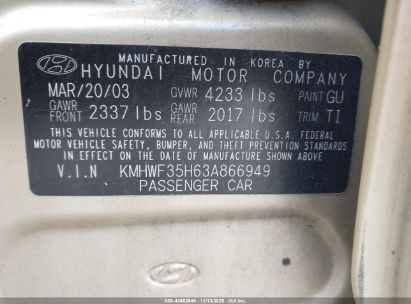 MANUFACTURED IN KOREA BY
HYUNDAI MOTOR COMPANY
MAR/20/03 GVWR 4233 lbs PAINT GU
GAWR FRONT 2337 lbs GAWR REAR 2017 lbs TRIM TI
THIS VEHICLE CONFORMS TO ALL APPLICABLE U.S.A. FEDERAL
MOTOR VEHICLE SAFETY, BUMPER, AND THEFT PREVENTION STANDARDS
IN EFFECT ON THE DATE OF MANUFACTURE SHOWN ABOVE.
V.I.N KMHWF35H63A866949
PASSENGER CAR